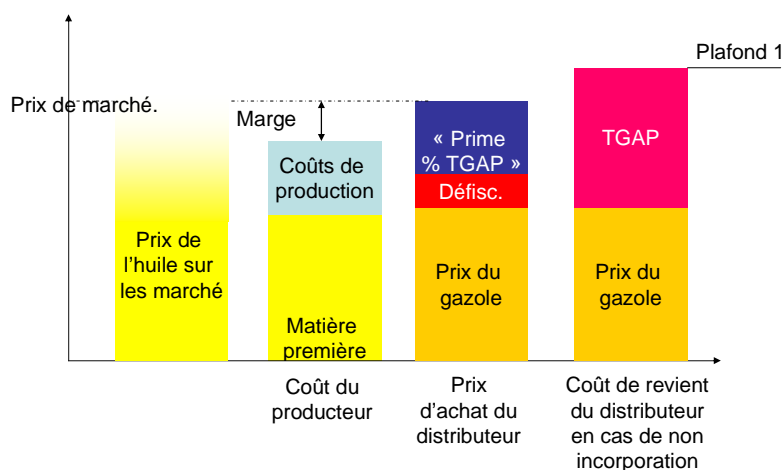 Plafond 1
Prix de marché.
Marge
« Prime
% TGAP »
TGAP
Coûts de
production
Défisc.
Prix de
l'huile sur
les marché
Matière
première
Prix du
gazole
Prix du
gazole
Coût du
producteur
Prix
d'achat du
distributeur
Coût de revient
du distributeur
en cas de non
incorporation